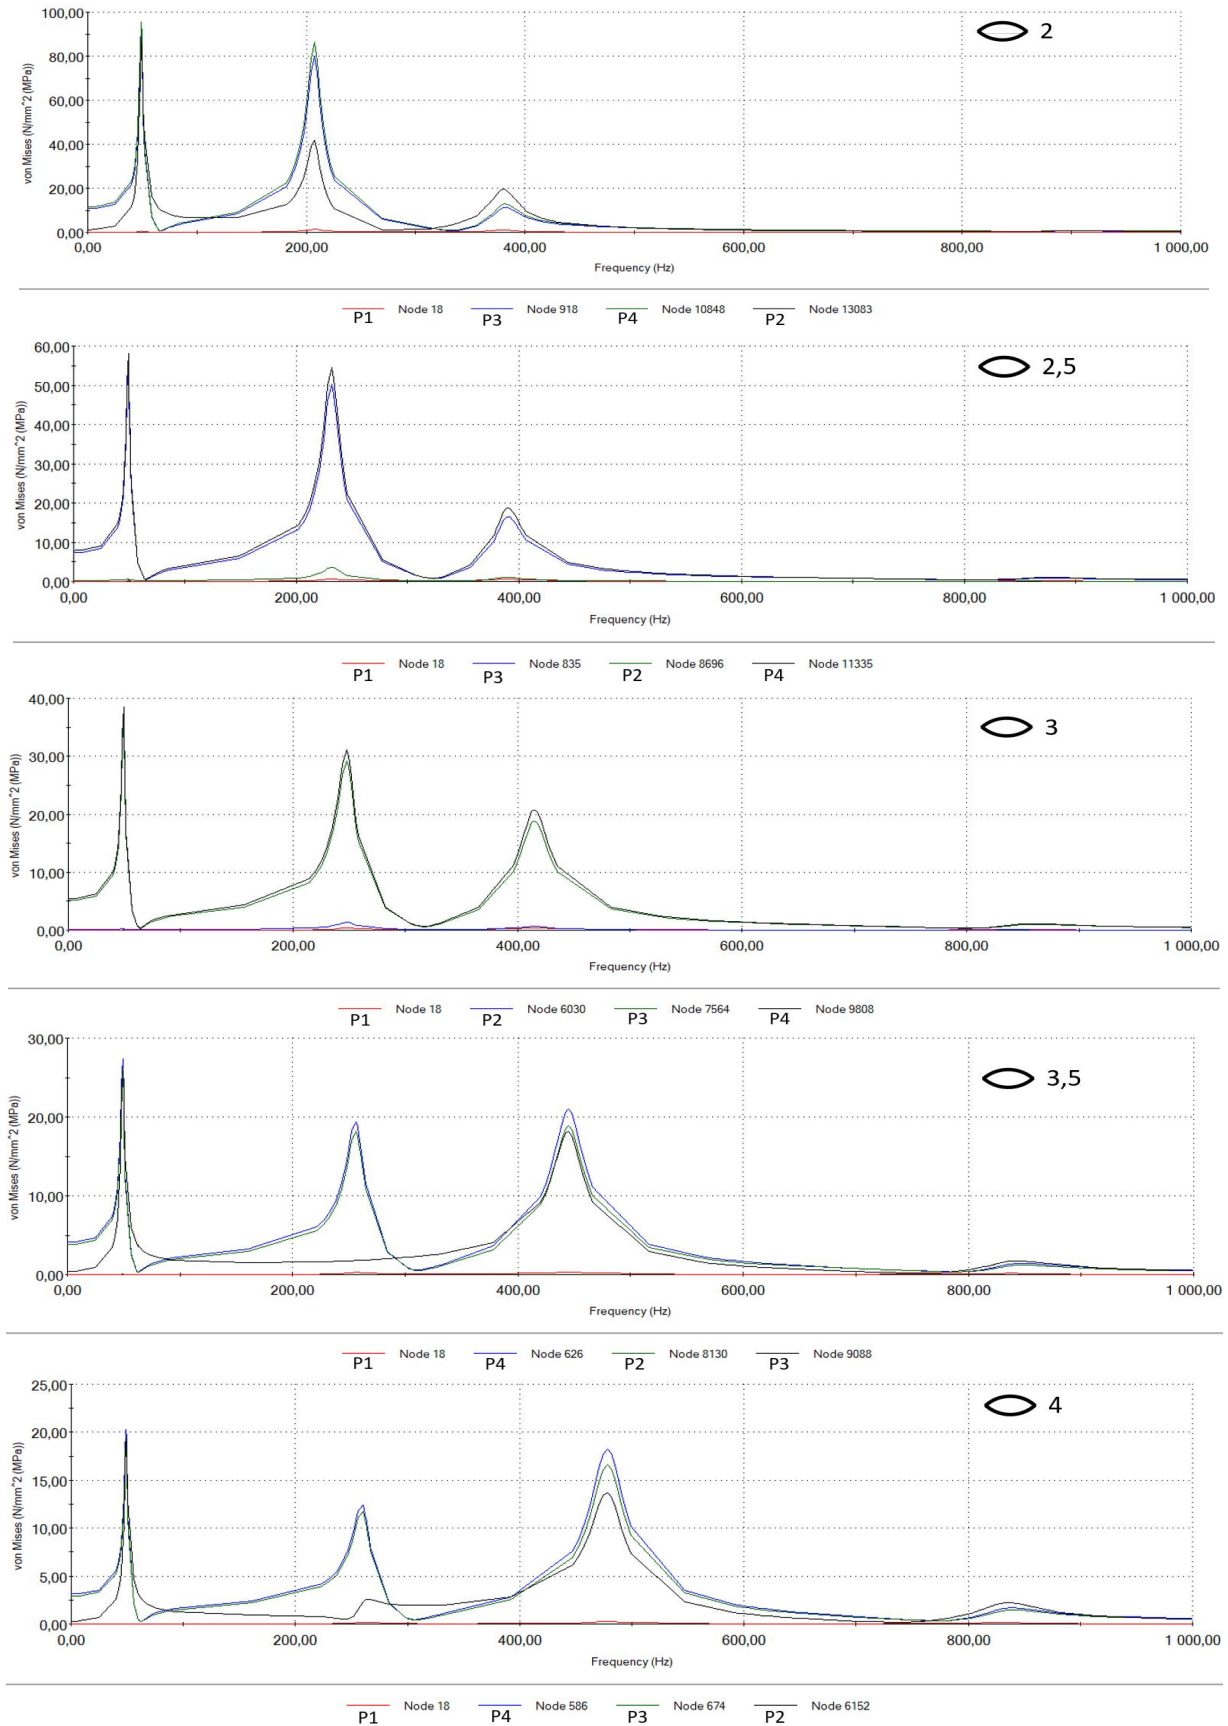 100,00
2
80,00
60,00
40,00
20,00
0,00
von Mises (N/mm^2 (MPa))
0,00 200,00 400,00 600,00 800,00 1 000,00
Frequency (Hz)
Node 18 Node 918 Node 10848 Node 13083
P1 P3 P4 P2
60,00
2,5
50,00
40,00
30,00
20,00
10,00
0,00
von Mises (N/mm^2 (MPa))
0,00 200,00 400,00 600,00 800,00 1 000,00
Frequency (Hz)
Node 18 Node 835 Node 8696 Node 11335
P1 P3 P2 P4
40,00
3
30,00
20,00
10,00
0,00
von Mises (N/mm^2 (MPa))
0,00 200,00 400,00 600,00 800,00 1 000,00
Frequency (Hz)
Node 18 Node 6030 Node 7564 Node 9808
P1 P2 P3 P4
30,00
3,5
20,00
10,00
0,00
von Mises (N/mm^2 (MPa))
0,00 200,00 400,00 600,00 800,00 1 000,00
Frequency (Hz)
Node 18 Node 626 Node 8130 Node 9088
P1 P4 P2 P3
25,00
4
20,00
15,00
10,00
5,00
0,00
von Mises (N/mm^2 (MPa))
0,00 200,00 400,00 600,00 800,00 1 000,00
Frequency (Hz)
Node 18 Node 586 Node 674 Node 6152
P1 P4 P3 P2